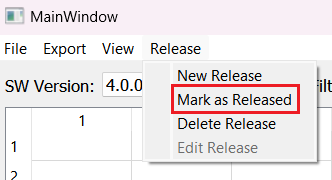 MainWindow
File Export View Release
New Release
SW Version: 4.0.0
Mark as Released
1
Delete Release
1
Edit Release
2